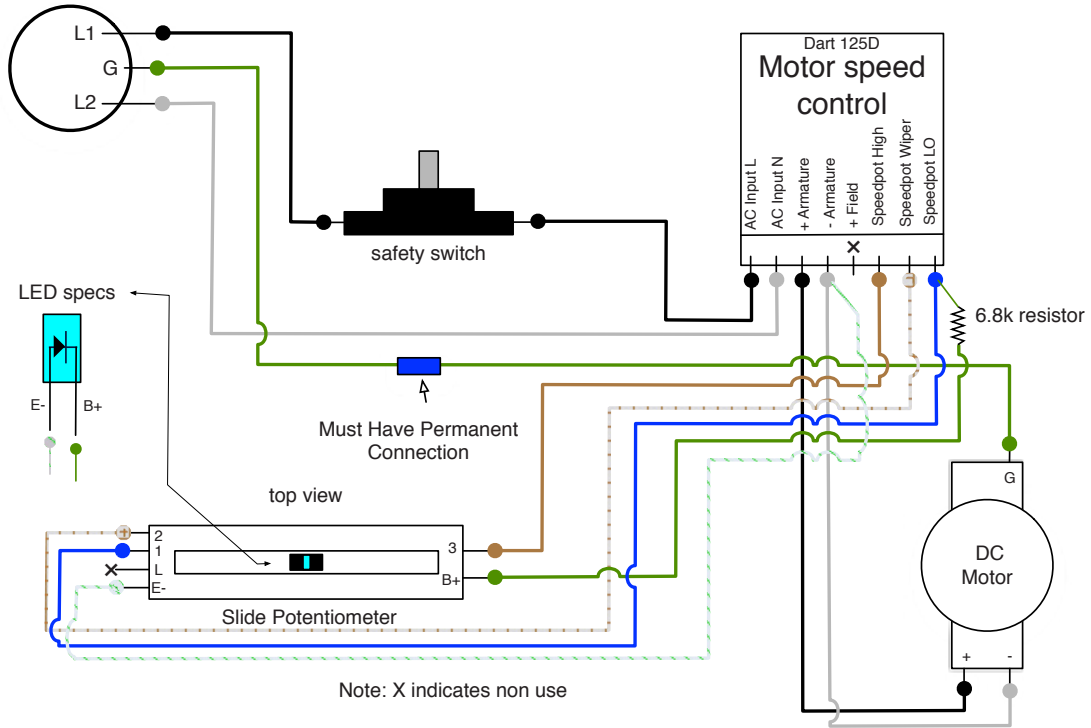 L1
G
L2
Dart 125D
Motor speed
control
AC Input L
AC Input N
+ Armature
- Armature
+ Field
Speedpot High
Speedpot Wiper
Speedpot LO
X
safety switch
LED specs
6.8k resistor
E-
B+
Must Have Permanent
Connection
top view
G
2
1
L
E-
3
B+
X
DC
Motor
Slide Potentiometer
+
-
Note: X indicates non use